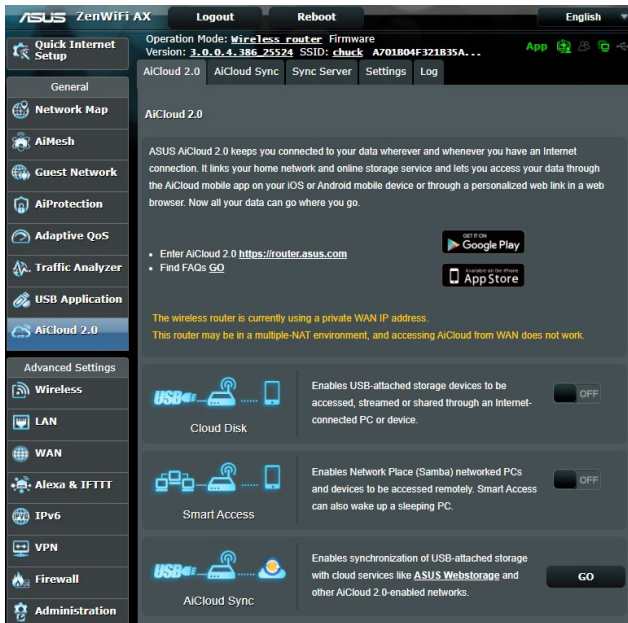 ASUS ZenWiFi AX Logout Reboot English
Quick Internet Setup
Operation Mode: Wireless router Firmware
Version: 3.0.0.4.386_25524 SSID: chuck A701B04F321B35A...
App
AiCloud 2.0 AiCloud Sync Sync Server Settings Log
General
Network Map
AiMesh
Guest Network
AiProtection
Adaptive QoS
Traffic Analyzer
USB Application
AiCloud 2.0
Advanced Settings
Wireless
LAN
WAN
Alexa & IFTTT
IPv6
VPN
Firewall
Administration
AiCloud 2.0
ASUS AiCloud 2.0 keeps you connected to your data wherever and whenever you have an Internet
connection. It links your home network and online storage service and lets you access your data through
the AiCloud mobile app on your iOS or Android mobile device or through a personalized web link in a web
browser. Now all your data can go where you go.
• Enter AiCloud 2.0 https://router.asus.com
• Find FAQs GO
GET IT ON
Google Play
Available on the iPhone
App Store
The wireless router is currently using a private WAN IP address.
This router may be in a multiple-NAT environment, and accessing AiCloud from WAN does not work.
USB
Cloud Disk
Enables USB-attached storage devices to be
accessed, streamed or shared through an Internet-
connected PC or device.
OFF
Smart Access
Enables Network Place (Samba) networked PCs
and devices to be accessed remotely. Smart Access
can also wake up a sleeping PC.
OFF
USB
AiCloud Sync
Enables synchronization of USB-attached storage
with cloud services like ASUS Webstorage and
other AiCloud 2.0-enabled networks.
GO